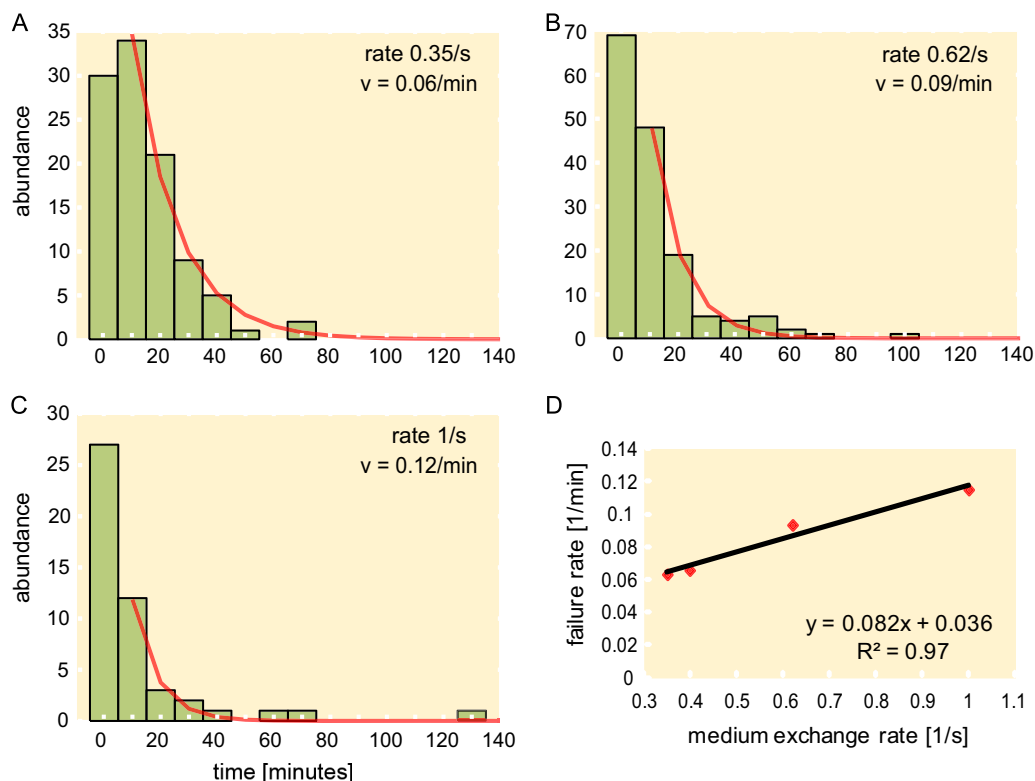 A
rate 0.35/s
v = 0.06/min
abundance
35
30
25
20
15
10
5
0
0 20 40 60 80 100 120 140
B
rate 0.62/s
v = 0.09/min
70
60
50
40
30
20
10
0
0 20 40 60 80 100 120 140
C
rate 1/s
v = 0.12/min
abundance
30
25
20
15
10
5
0
0 20 40 60 80 100 120 140
time [minutes]
D
failure rate [1/min]
0.14
0.12
0.1
0.08
0.06
0.04
0.02
0
y = 0.082x + 0.036
R² = 0.97
0.3 0.4 0.5 0.6 0.7 0.8 0.9 1 1.1
medium exchange rate [1/s]